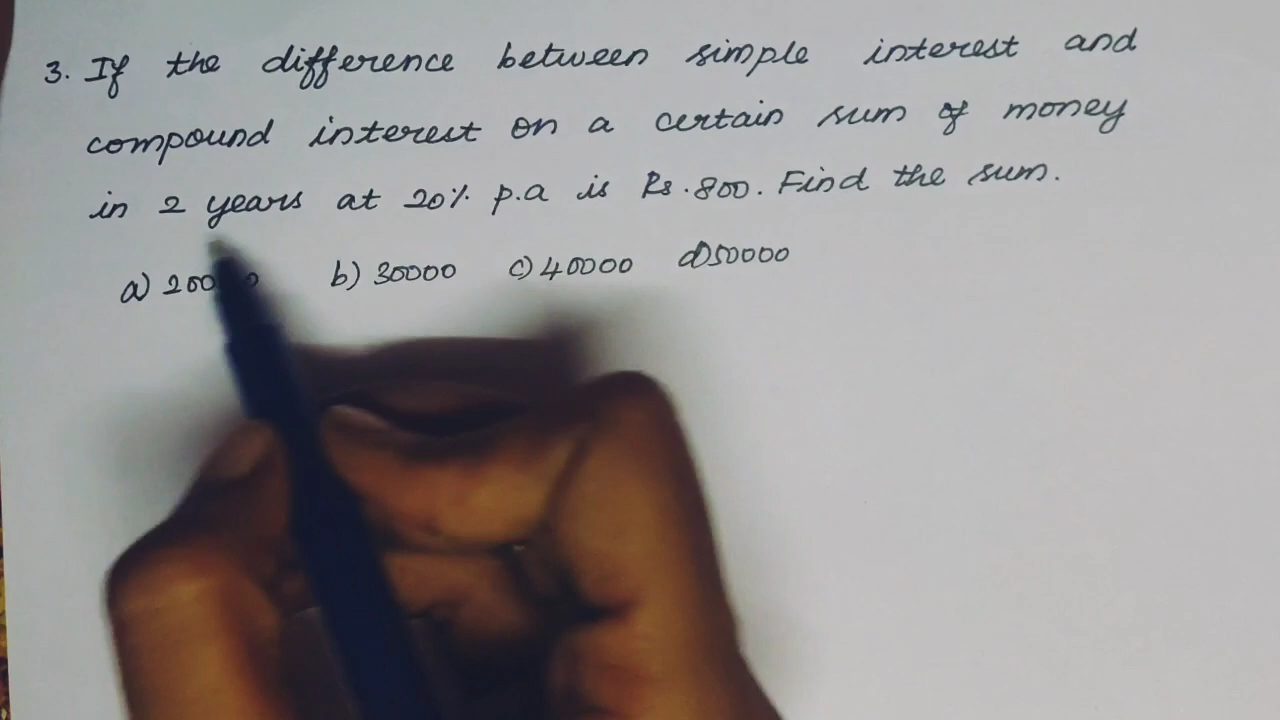 3. If the difference between simple interest and
compound interest on a certain sum of money
in 2 years at 20% p.a is Rs.800. Find the sum.
a) b) 30000 c) 40000 d) 50000